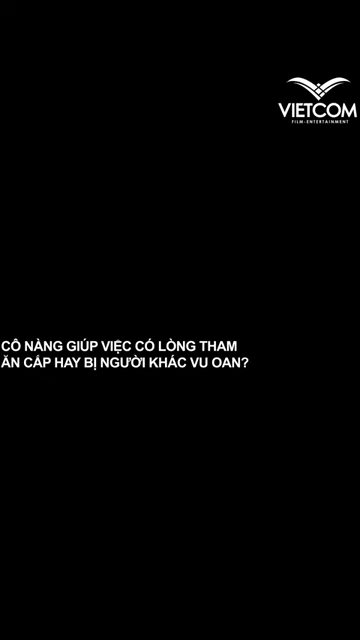 VIETCOM
FILM - ENTERTAINMENT
CÔ NÀNG GIÚP VIỆC CÓ LÒNG THAM
ĂN CẮP HAY BỊ NGƯỜI KHÁC VU OAN?